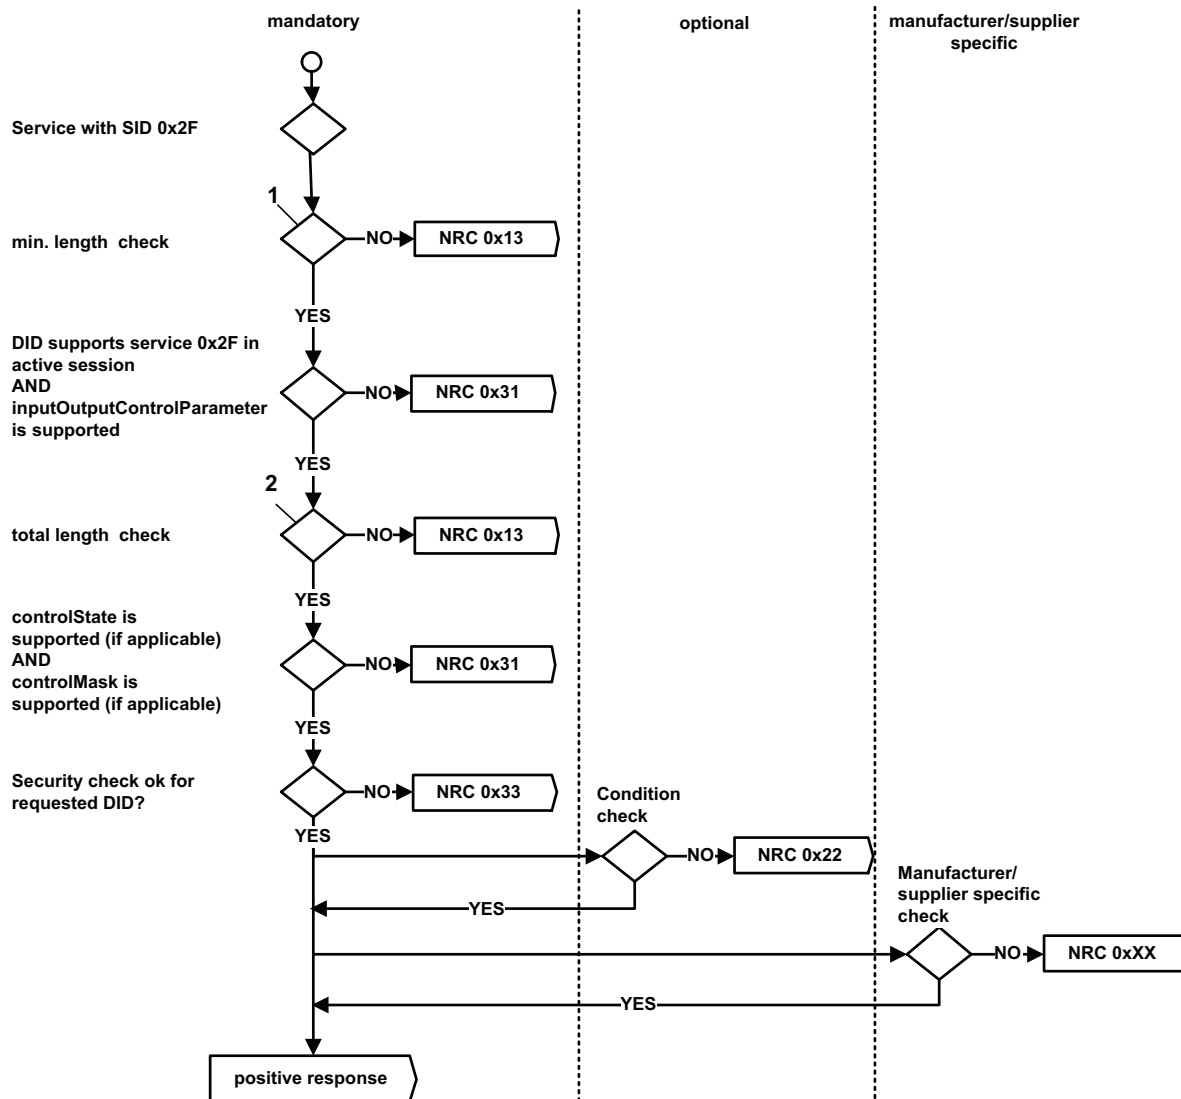 mandatory
optional
manufacturer/supplier
specific
Service with SID 0x2F
1
min. length check
NO
NRC 0x13
YES
DID supports service 0x2F in
active session
AND
inputOutputControlParameter
is supported
NO
NRC 0x31
YES
2
total length check
NO
NRC 0x13
YES
controlState is
supported (if applicable)
AND
controlMask is
supported (if applicable)
NO
NRC 0x31
YES
Security check ok for
requested DID?
NO
NRC 0x33
YES
Condition
check
NO
NRC 0x22
YES
Manufacturer/
supplier specific
check
NO
NRC 0xXX
YES
positive response